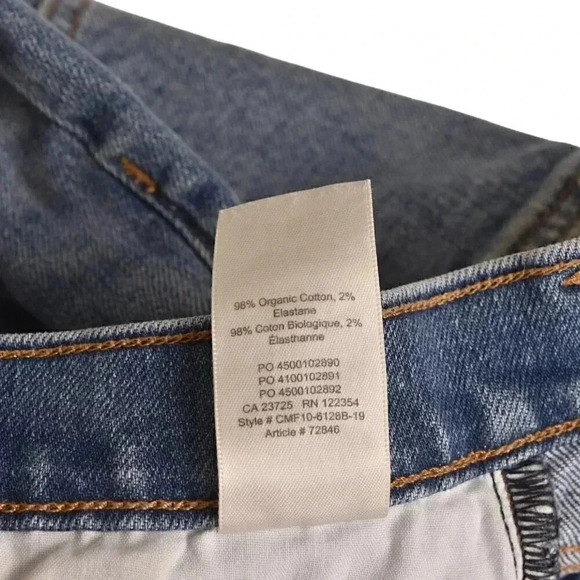 98% Organic Cotton, 2%
Elastane
98% Coton Biologique, 2%
Élasthanne
PO 4500102890
PO 4100102891
PO 4500102892
CA 23725 RN 122354
Style # CMF10-6128B-19
Article # 72846